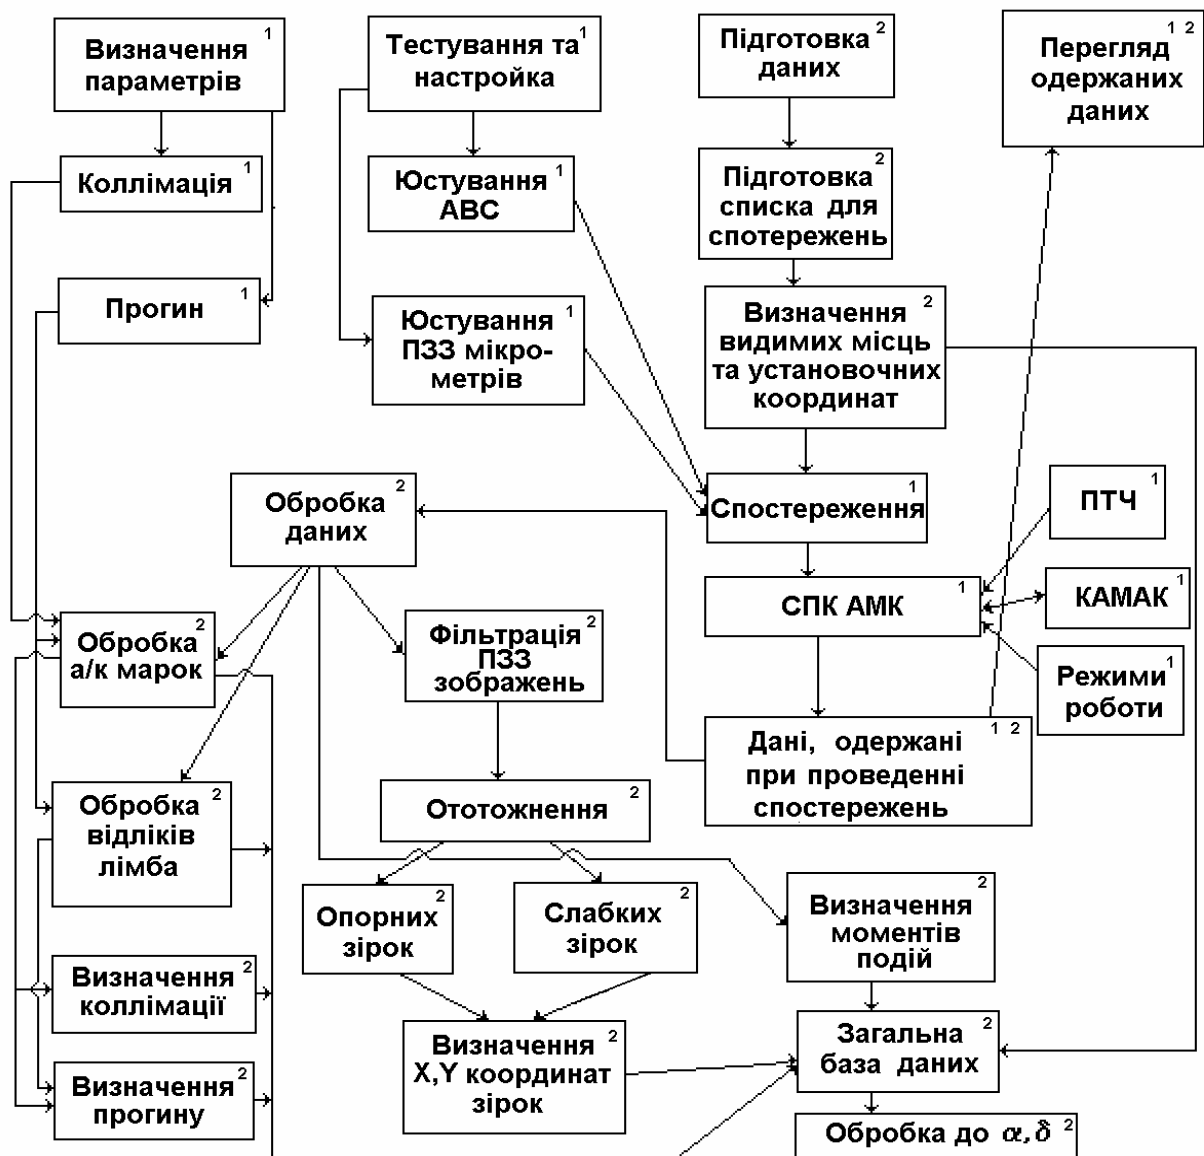 Визначення 1
параметрів
Тестування та 1
настройка
Підготовка 2
даних
Перегляд 1 2
одержаних
даних
Коллімація 1
Юстування 1
АВС
Підготовка 2
списка для
спотережень
Прогин 1
Юстування 1
ПЗЗ мікро-
метрів
Визначення 2
видимих місць
та установочних
координат
Обробка 2
даних
Спостереження 1
ПТЧ 1
СПК АМК 1
КАМАК 1
Обробка 2
а/к марок
Фільтрація 2
ПЗЗ
зображень
Режими 1
роботи
Дані, одержані 1 2
при проведенні
спостережень
Обробка 2
відліків
лімба
Ототожнення 2
Опорних 2
зірок
Слабких 2
зірок
Визначення 2
моментів
подій
Визначення 2
коллімації
Визначення 2
X,Y координат
зірок
Загальна 2
база даних
Визначення 2
прогину
Обробка до α,δ 2